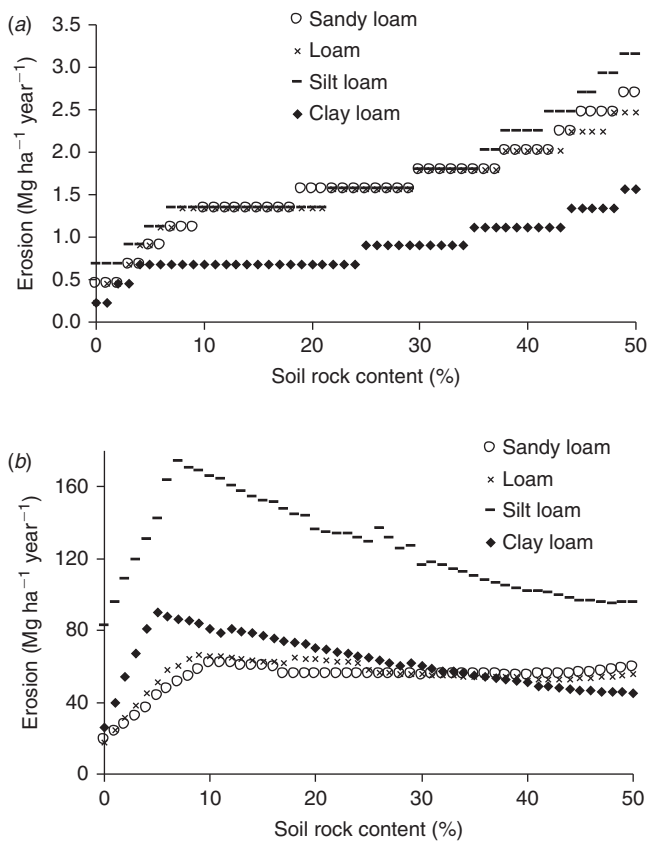 (a)
3.5
3.0
2.5
2.0
1.5
1.0
0.5
0.0
Erosion (Mg ha⁻¹ year⁻¹)
Sandy loam
Loam
Silt loam
Clay loam
0 10 20 30 40 50
Soil rock content (%)
(b)
160
120
80
40
0
Erosion (Mg ha⁻¹ year⁻¹)
Sandy loam
Loam
Silt loam
Clay loam
0 10 20 30 40 50
Soil rock content (%)